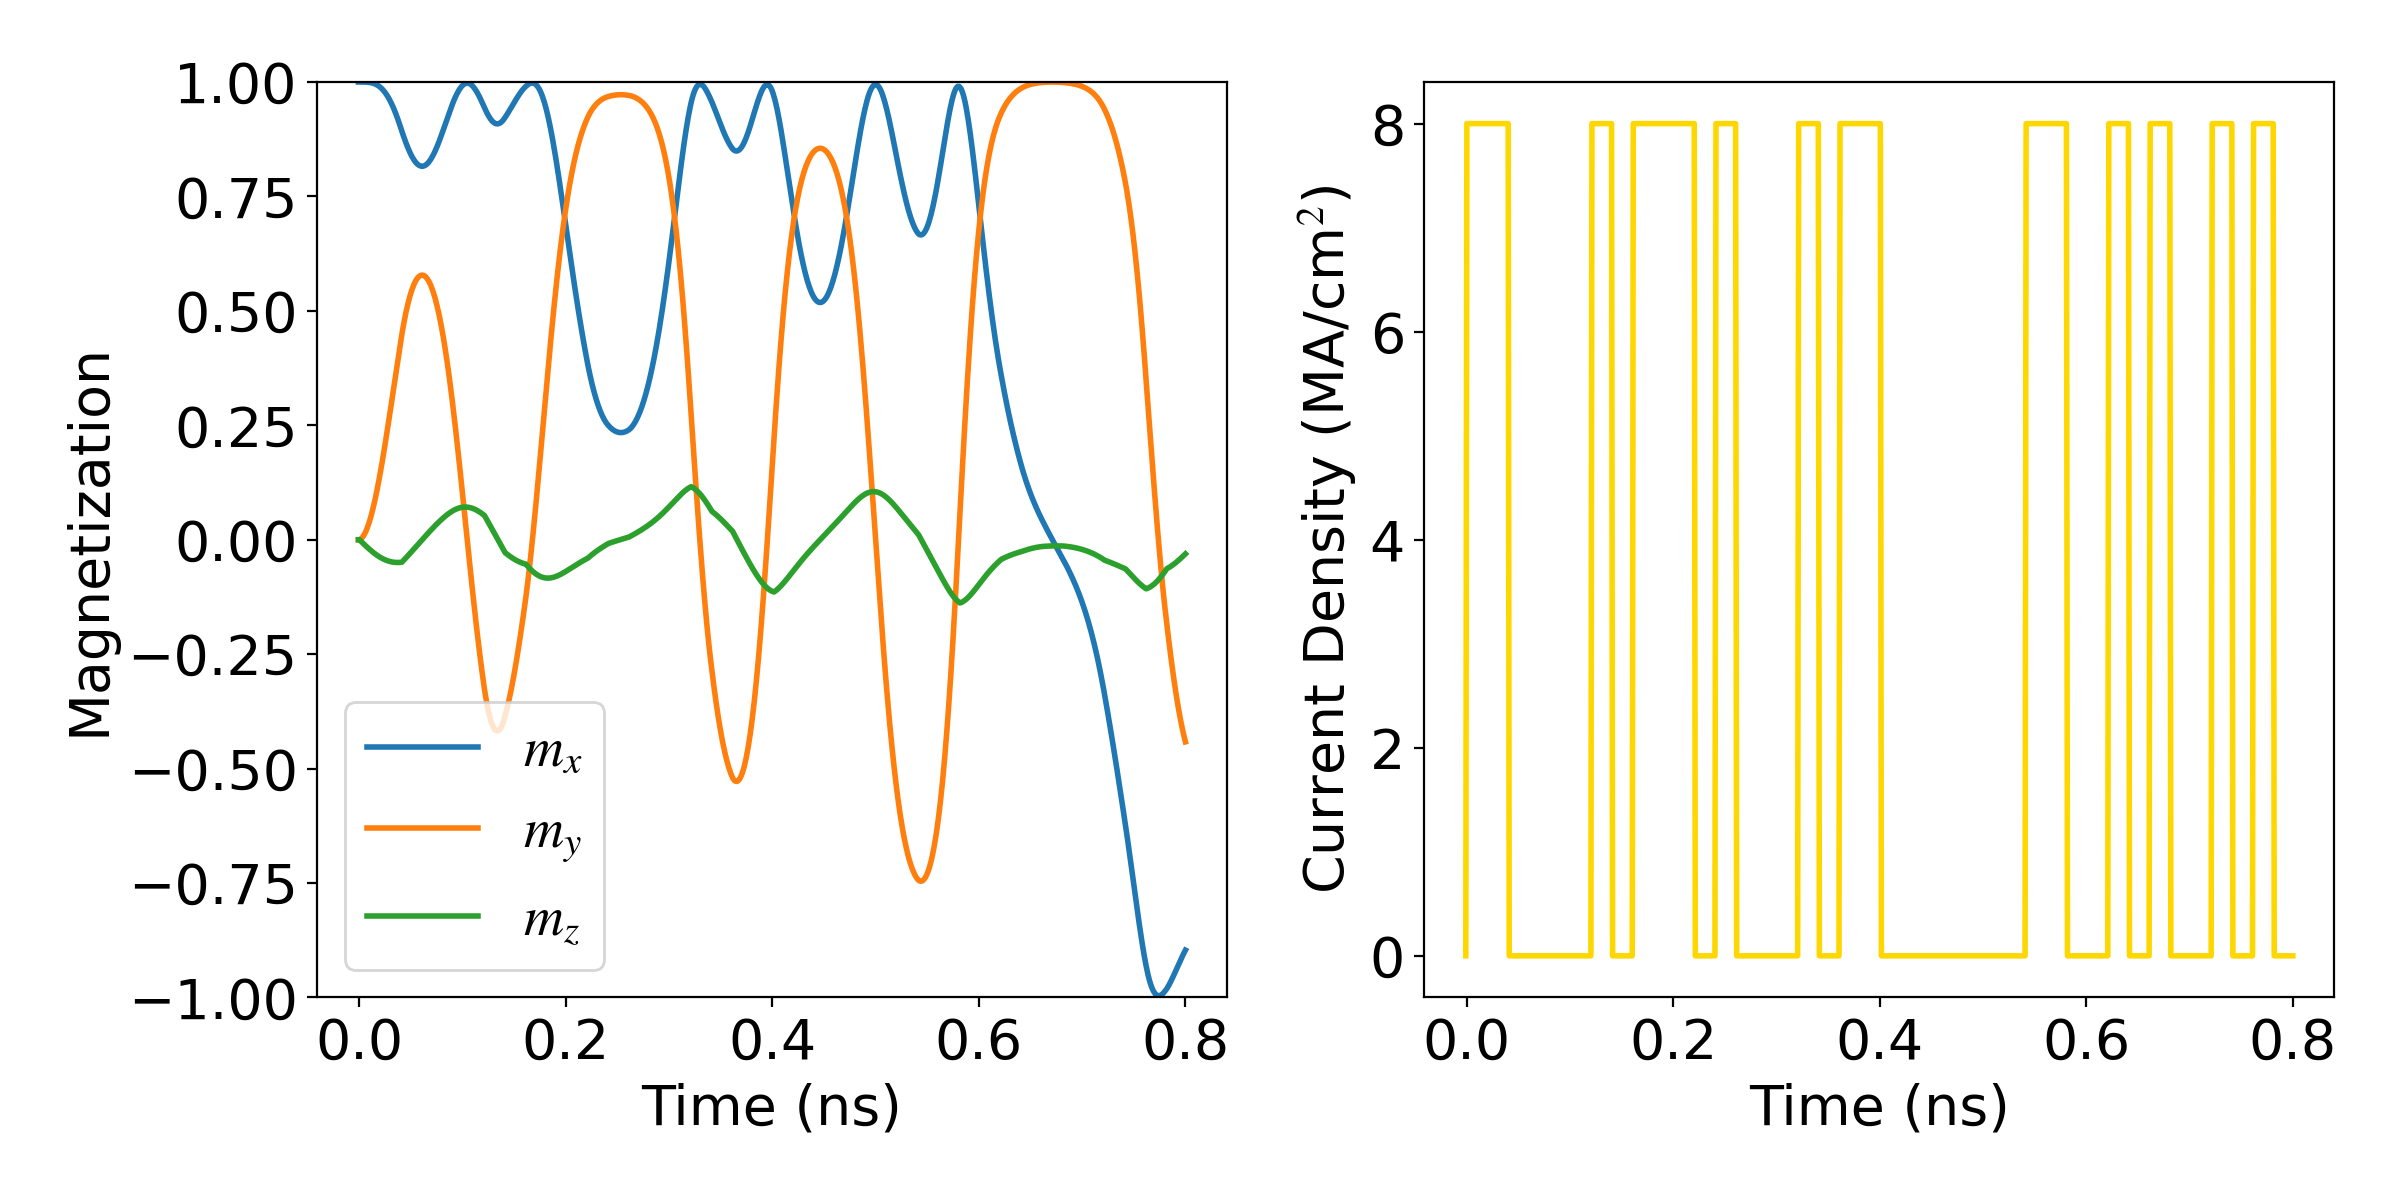 Magnetization
1.00
0.75
0.50
0.25
0.00
−0.25
−0.50
−0.75
−1.00
0.0 0.2 0.4 0.6 0.8
Time (ns)
m_x
m_y
m_z
Current Density (MA/cm²)
8
6
4
2
0
0.0 0.2 0.4 0.6 0.8
Time (ns)